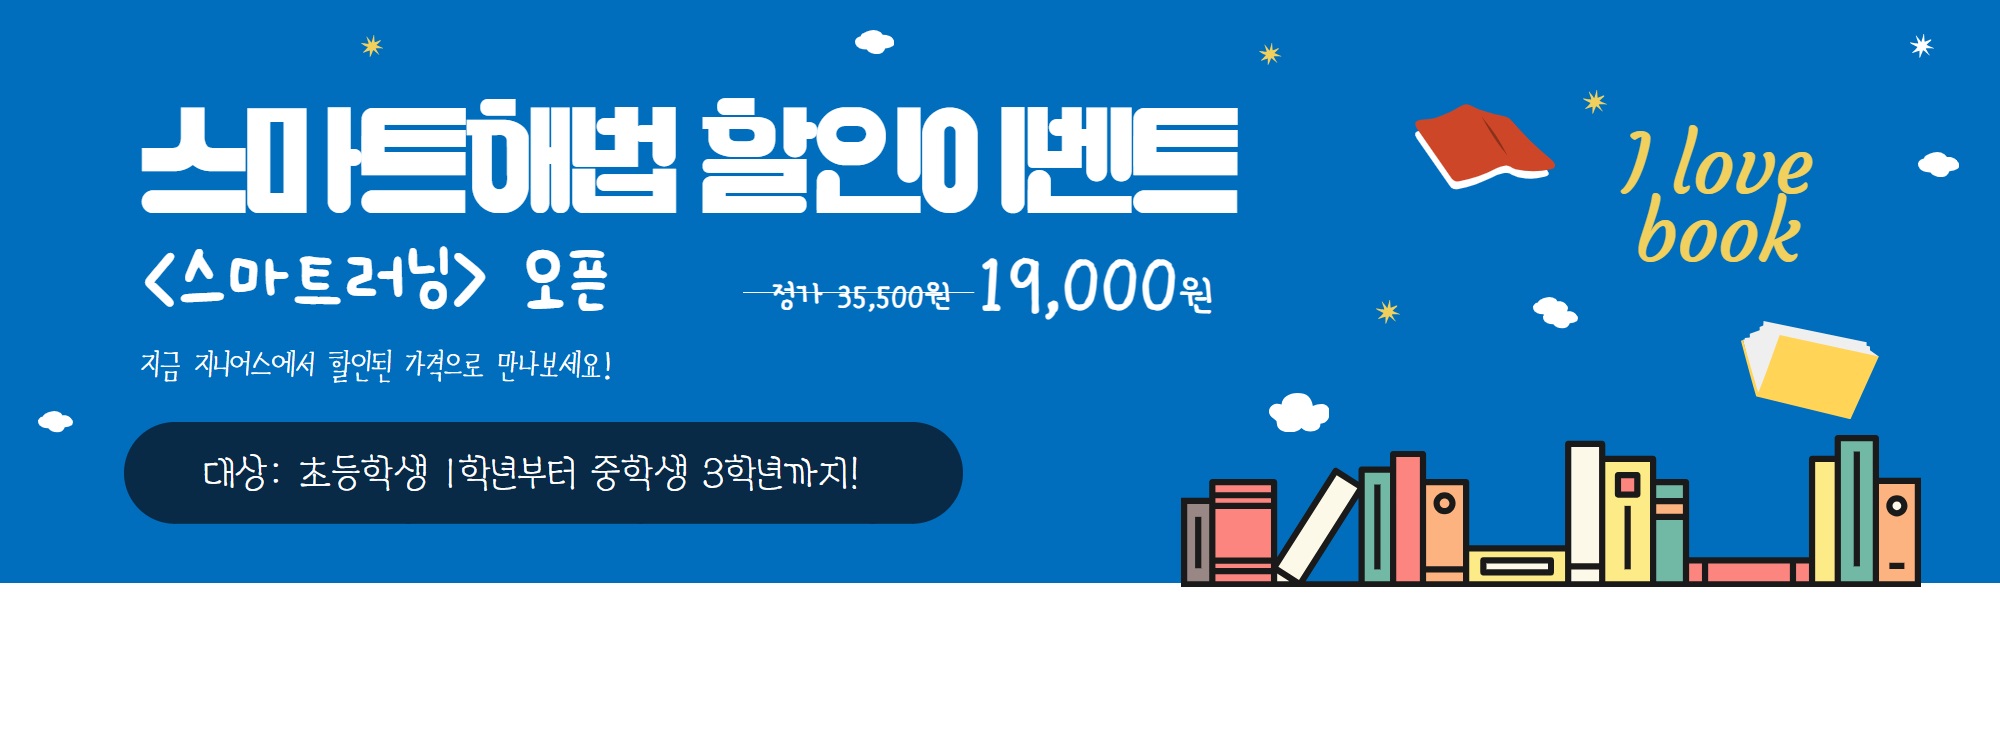 스마트해법 할인이벤트
<스마트러닝> 오픈
정가 35,500원 19,000원
지금 지니어스에서 할인된 가격으로 만나보세요!
대상: 초등학생 1학년부터 중학생 3학년까지!
I love
book